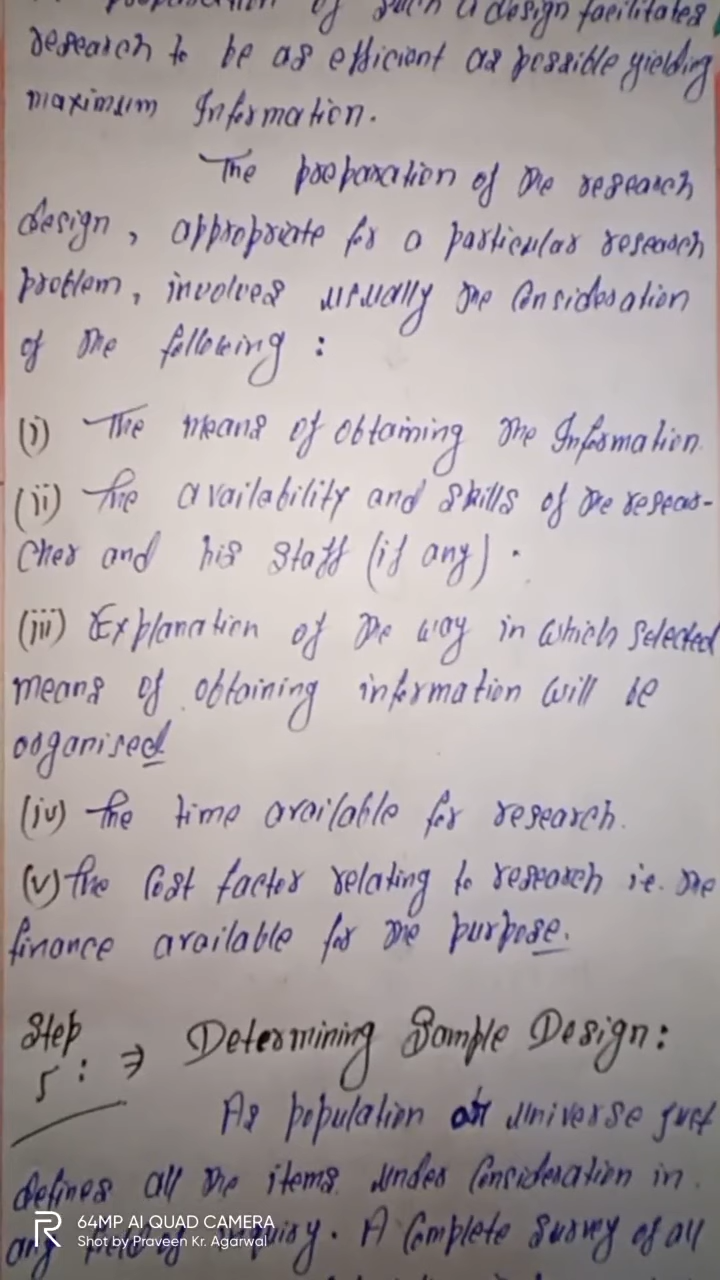 of such a design facilitates
research to be as efficient as possible yielding
maximum Information.
The preparation of the research
design, appropriate for a particular research
problem, involves usually the Consideration
of the following :
(i) The means of obtaining the Information
(ii) The availability and skills of the resear-
cher and his staff (if any).
(iii) Explanation of the way in which selected
means of obtaining information will be
organised
(iv) The time available for research.
(v) The Cost factor relating to research i.e. the
finance available for the purpose.
Step
5 : ⇒ Determining Sample Design:
As population or universe just
defines all the items under Consideration in
any field of inquiry. A Complete Survey of all
64MP AI QUAD CAMERA
Shot by Praveen Kr. Agarwal